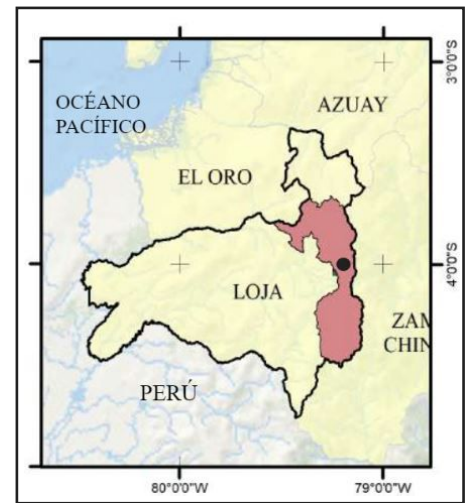 OCÉANO
PACÍFICO
AZUAY
3°0'0"S
EL ORO
LOJA
4°0'0"S
ZAM
CHIN
PERÚ
80°0'0"W
79°0'0"W